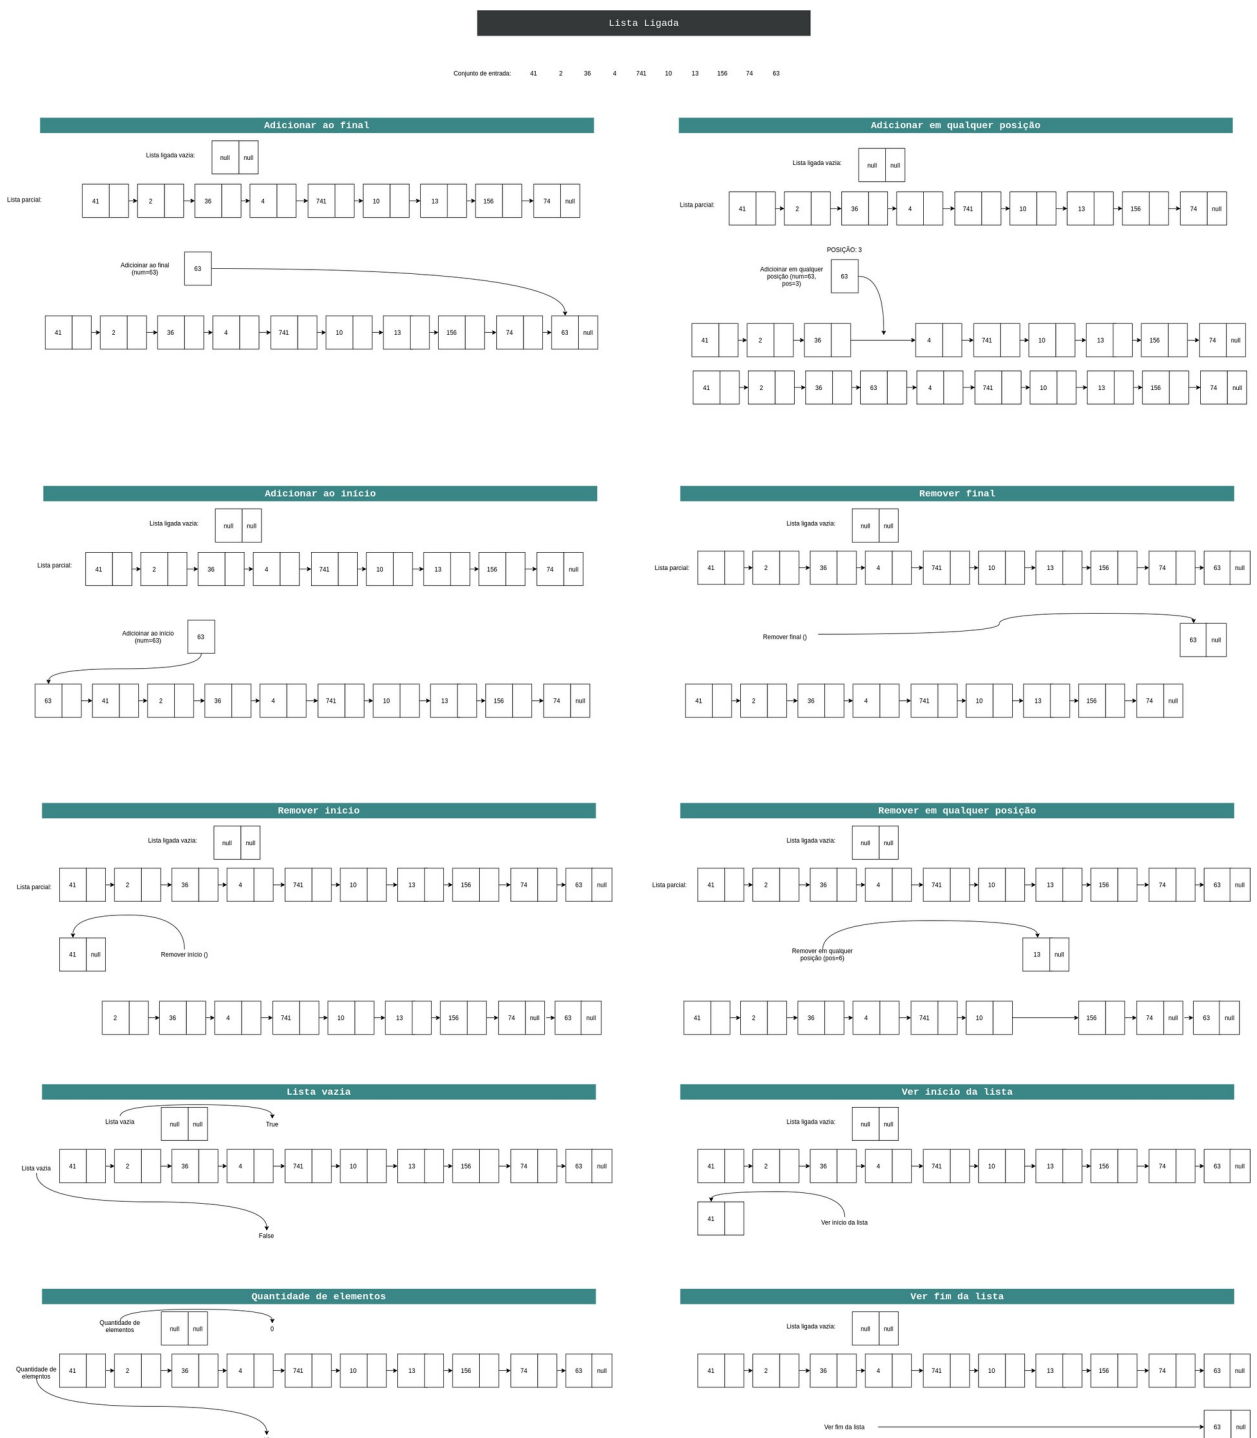 Lista Ligada
Conjunto de entrada: 41 2 36 4 741 10 13 156 74 63
Adicionar ao final
Lista ligada vazia: null null
Lista parcial: 41 2 36 4 741 10 13 156 74 null
Adicioinar ao final
(num=63)
63
41 2 36 4 741 10 13 156 74 63 null
Adicionar em qualquer posição
Lista ligada vazia: null null
Lista parcial: 41 2 36 4 741 10 13 156 74 null
POSIÇÃO: 3
Adicioinar em qualquer
posição (num=63,
pos=3)
63
41 2 36 4 741 10 13 156 74 null
41 2 36 63 4 741 10 13 156 74 null
Adicionar ao início
Lista ligada vazia: null null
Lista parcial: 41 2 36 4 741 10 13 156 74 null
Adicioinar ao início
(num=63)
63
63 41 2 36 4 741 10 13 156 74 null
Remover final
Lista ligada vazia: null null
Lista parcial: 41 2 36 4 741 10 13 156 74 63 null
Remover final ()
63 null
41 2 36 4 741 10 13 156 74 null
Remover inicio
Lista ligada vazia: null null
Lista parcial: 41 2 36 4 741 10 13 156 74 63 null
41 null
Remover início ()
2 36 4 741 10 13 156 74 null 63 null
Remover em qualquer posição
Lista ligada vazia: null null
Lista parcial: 41 2 36 4 741 10 13 156 74 63 null
Remover em qualquer
posição (pos=6)
13 null
41 2 36 4 741 10 156 74 null 63 null
Lista vazia
Lista vazia null null True
41 2 36 4 741 10 13 156 74 63 null
Lista vazia
False
Ver início da lista
Lista ligada vazia: null null
41 2 36 4 741 10 13 156 74 63 null
41
Ver inicio da lista
Quantidade de elementos
Quantidade de
elementos
null null 0
41 2 36 4 741 10 13 156 74 63 null
Quantidade de
elementos
Ver fim da lista
Lista ligada vazia: null null
41 2 36 4 741 10 13 156 74 63 null
Ver fim da lista 63 null